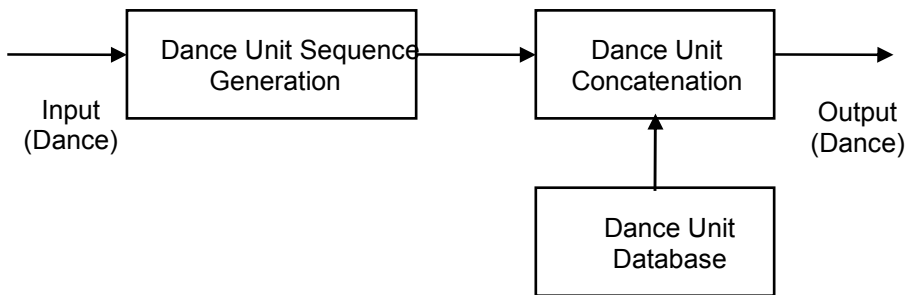 Dance Unit Sequence
Generation
Dance Unit
Concatenation
Input
(Dance)
Output
(Dance)
Dance Unit
Database